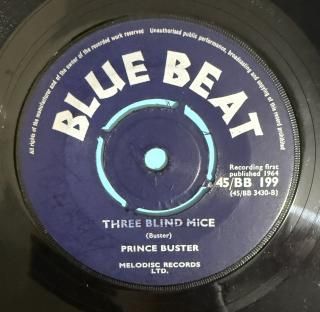 All rights of the manufacturer and of the owner of the recorded work reserved
Unauthorised public performance, broadcasting and copying of this record prohibited
BLUE BEAT
Recording first
published 1964
45/BB 199
(45/BB 3430-B)
THREE BLIND MICE
(Buster)
PRINCE BUSTER
MELODISC RECORDS
LTD.